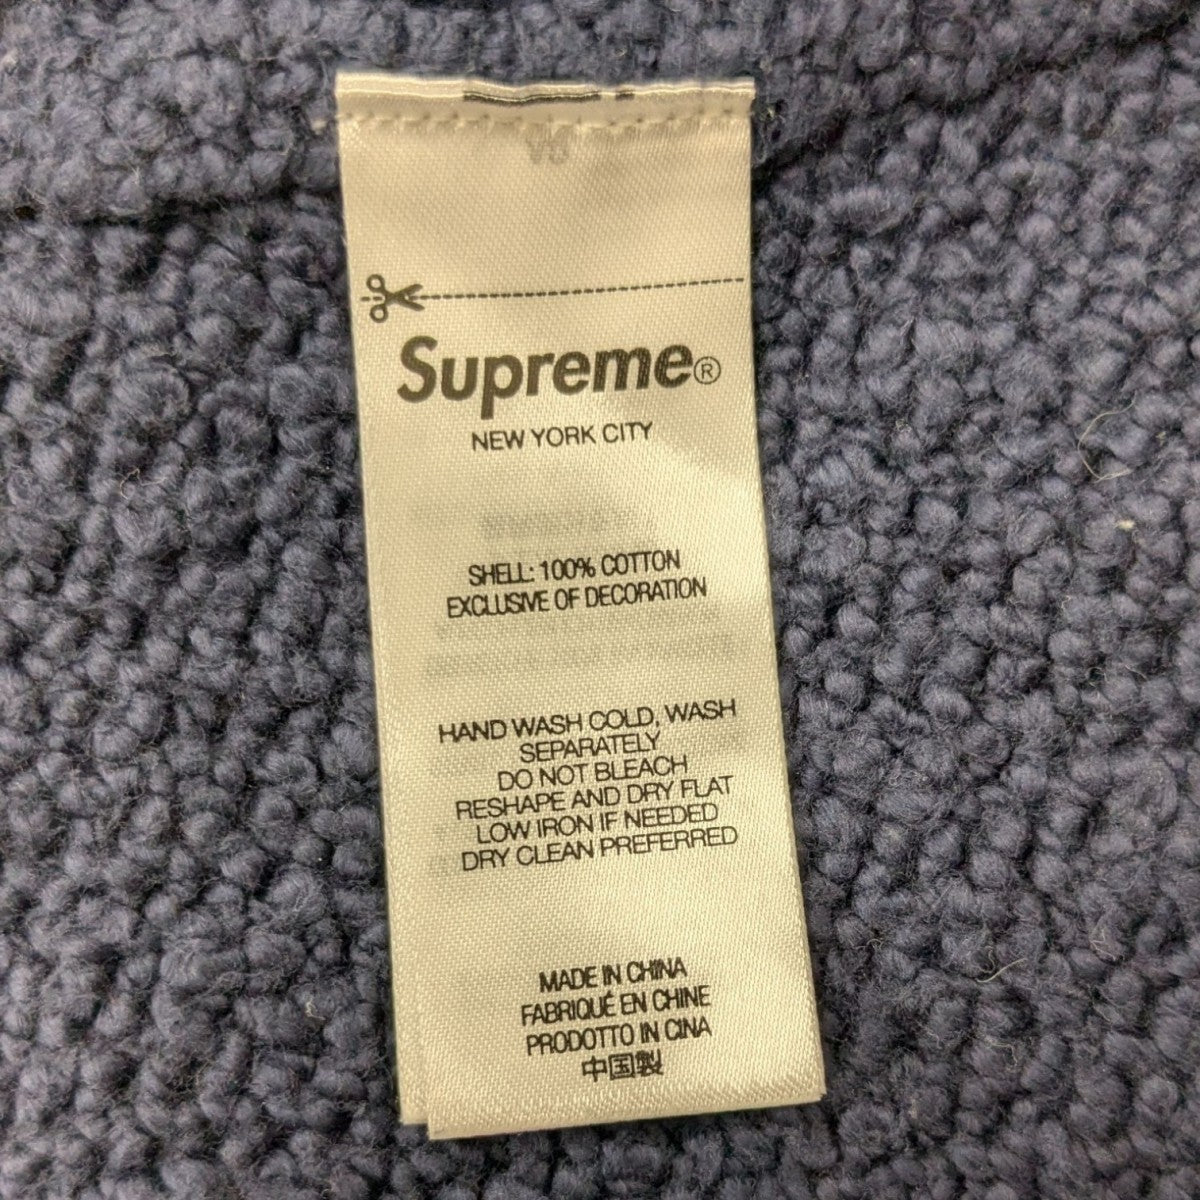 Supreme®
NEW YORK CITY
SHELL: 100% COTTON
EXCLUSIVE OF DECORATION
HAND WASH COLD, WASH
SEPARATELY
DO NOT BLEACH
RESHAPE AND DRY FLAT
LOW IRON IF NEEDED
DRY CLEAN PREFERRED
MADE IN CHINA
FABRIQUÉ EN CHINE
PRODOTTO IN CINA
中国製